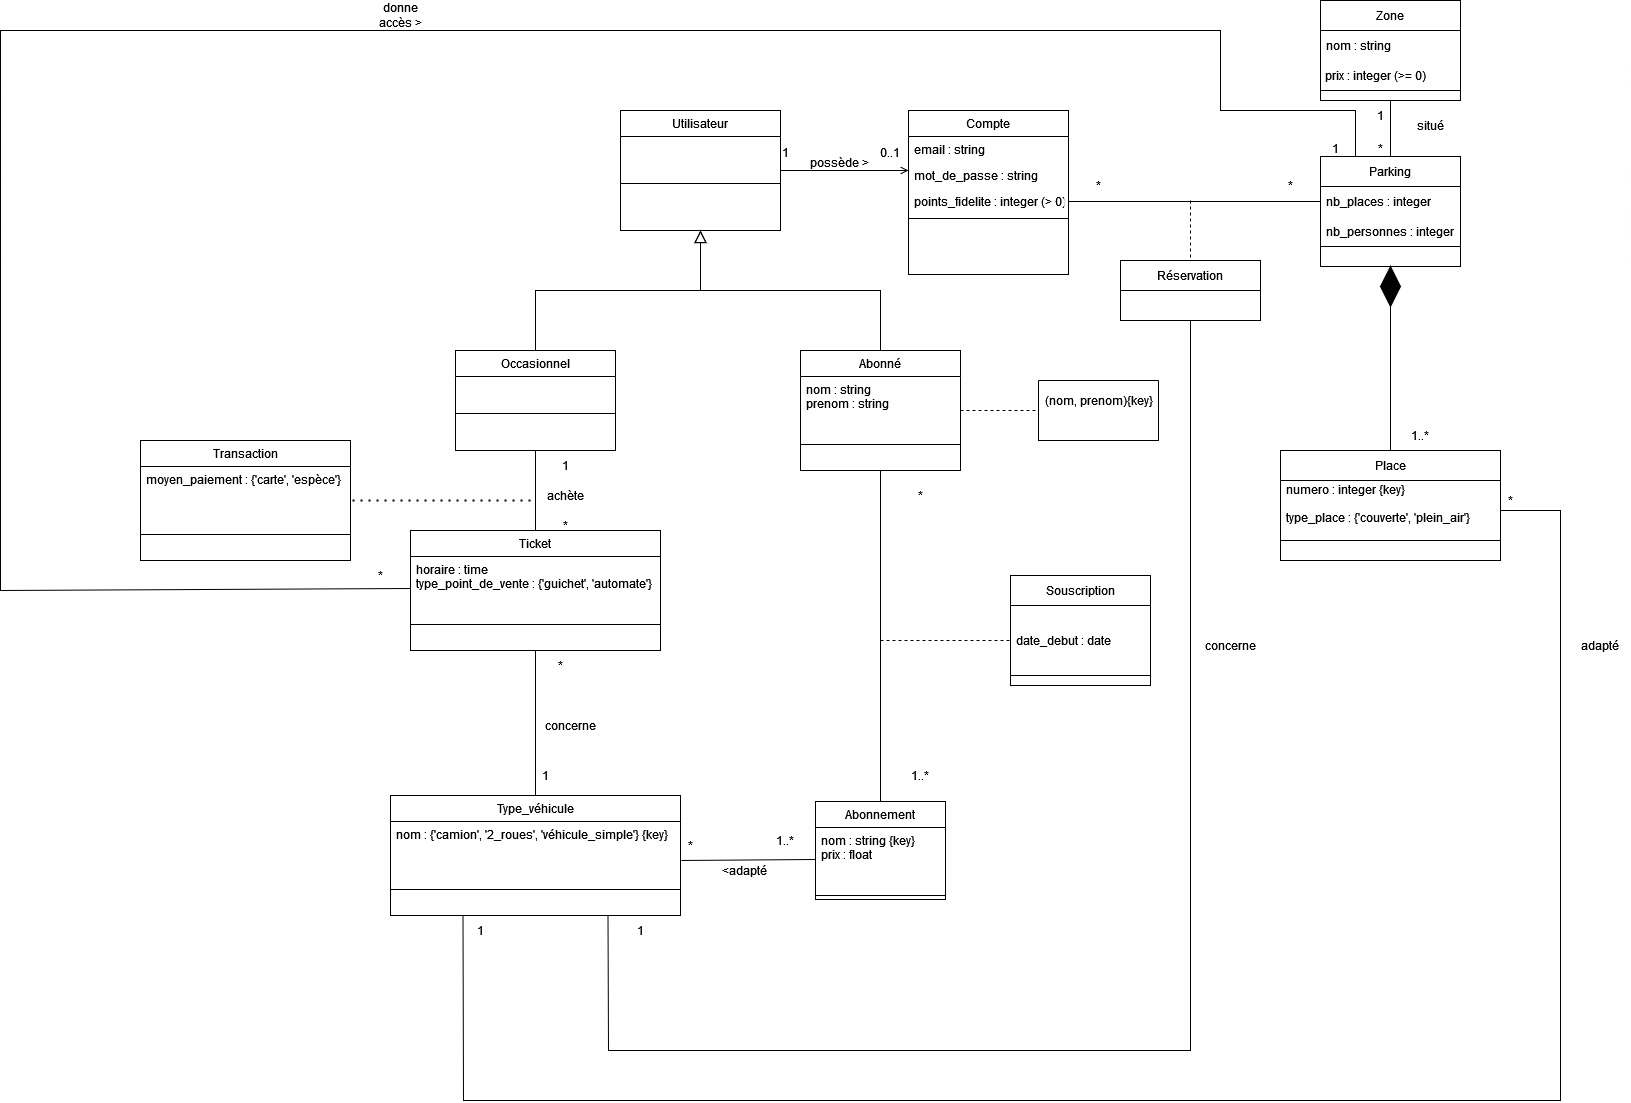 donne
accès >
Zone
nom : string
prix : integer (>= 0)
1
situé
*
1
Utilisateur
1
possède >
0..1
Compte
email : string
mot_de_passe : string
points_fidelite : integer (> 0)
*
*
Parking
nb_places : integer
nb_personnes : integer
Réservation
Occasionnel
Abonné
nom : string
prenom : string
(nom, prenom){key}
Transaction
moyen_paiement : {'carte', 'espèce'}
1
achète
*
*
1..*
Place
numero : integer {key}
type_place : {'couverte', 'plein_air'}
*
Ticket
horaire : time
type_point_de_vente : {'guichet', 'automate'}
*
*
Souscription
date_debut : date
concerne
adapté
concerne
1
1..*
Type_véhicule
nom : {'camion', '2_roues', 'véhicule_simple'} {key}
*
1..*
<adapté
Abonnement
nom : string {key}
prix : float
1
1